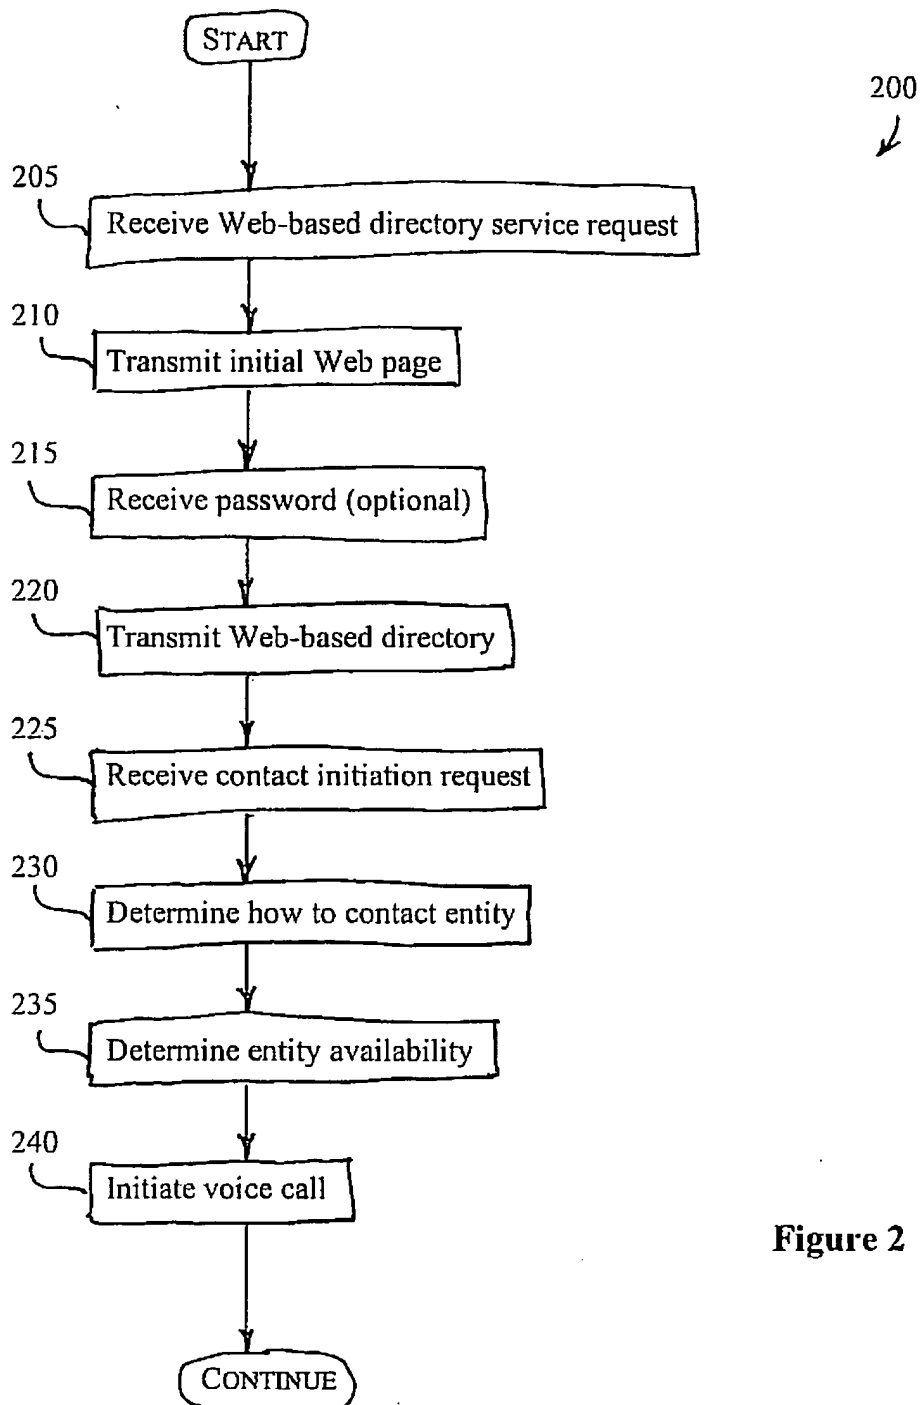 START
200
205
Receive Web-based directory service request
210
Transmit initial Web page
215
Receive password (optional)
220
Transmit Web-based directory
225
Receive contact initiation request
230
Determine how to contact entity
235
Determine entity availability
240
Initiate voice call
Figure 2
CONTINUE